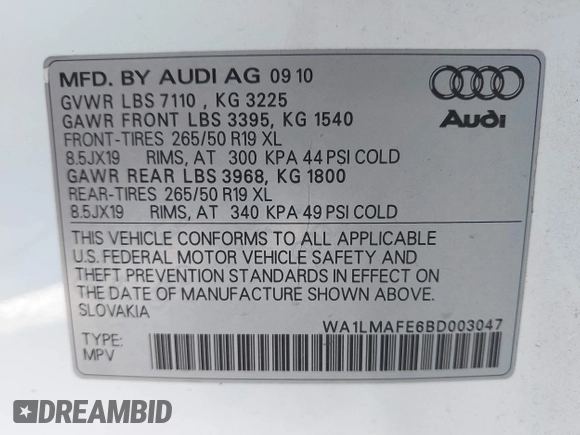 MFD. BY AUDI AG 09 10
GVWR LBS 7110 , KG 3225
GAWR FRONT LBS 3395, KG 1540
FRONT-TIRES 265/50 R19 XL
8.5JX19 RIMS, AT 300 KPA 44 PSI COLD
GAWR REAR LBS 3968, KG 1800
REAR-TIRES 265/50 R19 XL
8.5JX19 RIMS, AT 340 KPA 49 PSI COLD
Audi
THIS VEHICLE CONFORMS TO ALL APPLICABLE
U.S. FEDERAL MOTOR VEHICLE SAFETY AND
THEFT PREVENTION STANDARDS IN EFFECT ON
THE DATE OF MANUFACTURE SHOWN ABOVE.
SLOVAKIA
WA1LMAFE6BD003047
TYPE:
MPV
DREAMBID